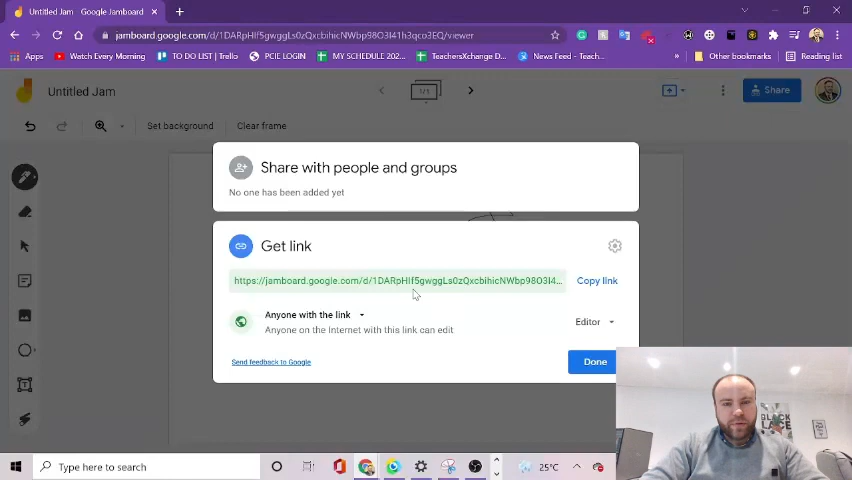 Untitled Jam - Google Jamboard
jamboard.google.com/d/1DARpHIf5gwggLs0zQxcbihicNWbp98O3I41h3qco3EQ/viewer
Apps
Watch Every Morning
TO DO LIST | Trello
PCIE LOGIN
MY SCHEDULE 202...
TeachersXchange D...
News Feed - Teach...
»
Other bookmarks
Reading list
Untitled Jam
1/1
Share
Set background
Clear frame
Share with people and groups
No one has been added yet
Get link
https://jamboard.google.com/d/1DARpHIf5gwggLs0zQxcbihicNWbp98O3I4...
Copy link
Anyone with the link
Anyone on the internet with this link can edit
Editor
Send feedback to Google
Done
BLACK
LACE
Type here to search
25°C